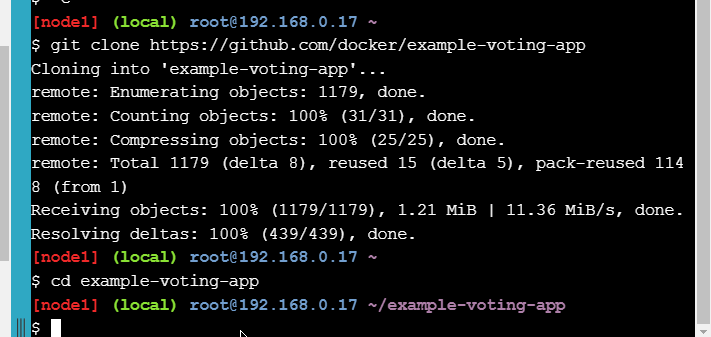 [node1] (local) root@192.168.0.17 ~
$ git clone https://github.com/docker/example-voting-app
Cloning into 'example-voting-app'...
remote: Enumerating objects: 1179, done.
remote: Counting objects: 100% (31/31), done.
remote: Compressing objects: 100% (25/25), done.
remote: Total 1179 (delta 8), reused 15 (delta 5), pack-reused 114
8 (from 1)
Receiving objects: 100% (1179/1179), 1.21 MiB | 11.36 MiB/s, done.
Resolving deltas: 100% (439/439), done.
[node1] (local) root@192.168.0.17 ~
$ cd example-voting-app
[node1] (local) root@192.168.0.17 ~/example-voting-app
$